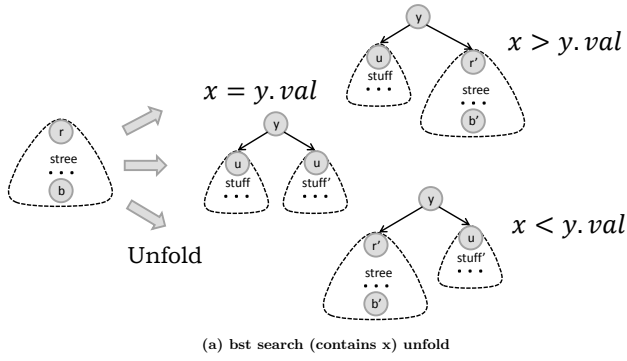 y
u
stuff
• • •
r'
stree
• • •
b'
x > y.val
r
stree
• • •
b
Unfold
x = y.val
y
u
stuff
• • •
u
stuff'
• • •
y
r'
stree
• • •
b'
u
stuff'
• • •
x < y.val
(a) bst search (contains x) unfold